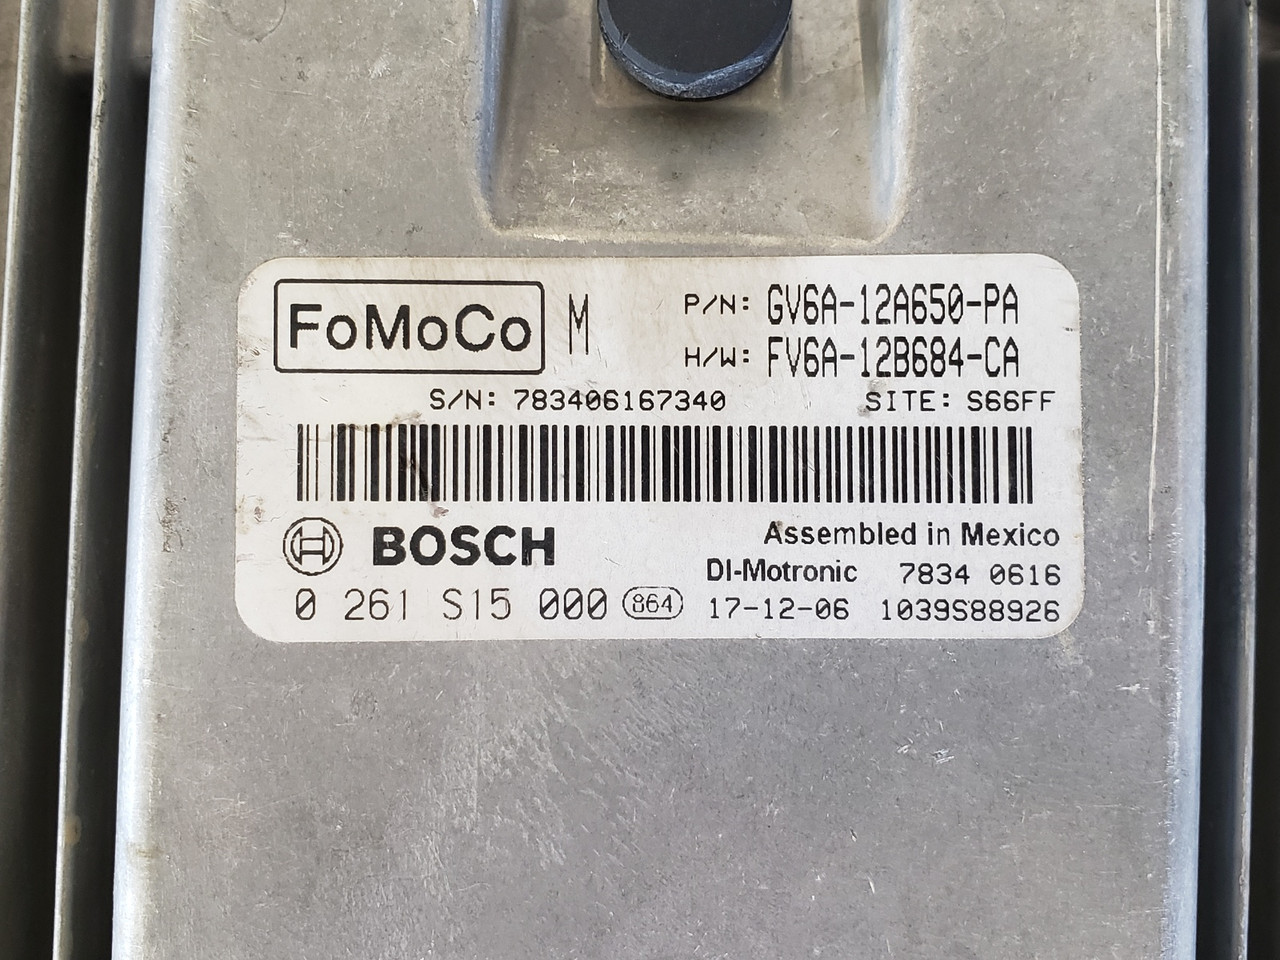 FoMoCo M P/N: GV6A-12A650-PA
H/W: FV6A-12B684-CA
S/N: 783406167340 SITE: S66FF
BOSCH Assembled in Mexico
DI-Motronic 7834 0616
0 261 S15 000 864 17-12-06 1039S88926